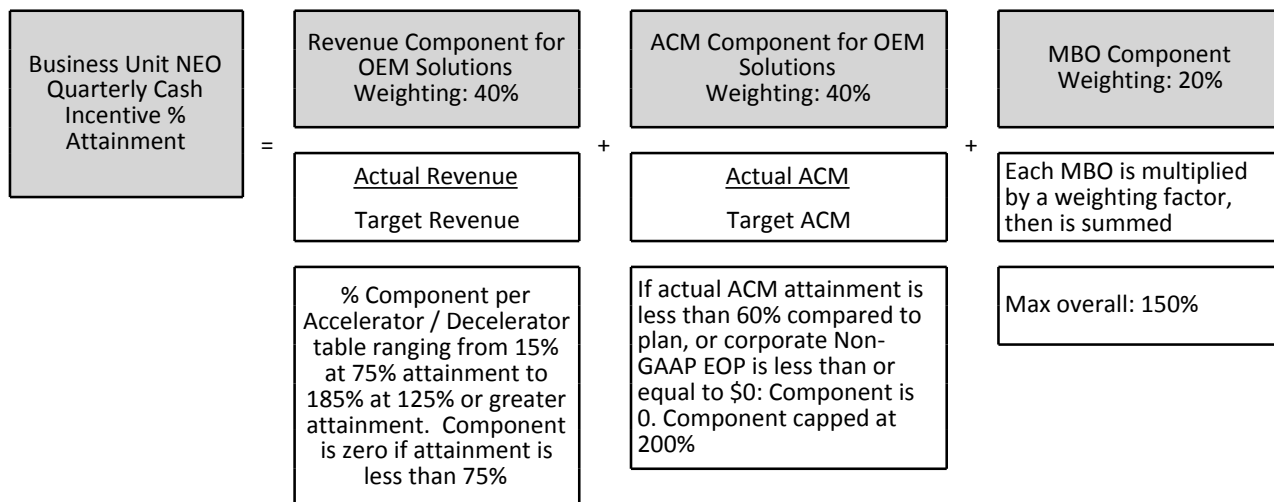 Business Unit NEO
Quarterly Cash
Incentive %
Attainment
=
Revenue Component for
OEM Solutions
Weighting: 40%
Actual Revenue
Target Revenue
% Component per
Accelerator / Decelerator
table ranging from 15%
at 75% attainment to
185% at 125% or greater
attainment.  Component
is zero if attainment is
less than 75%
+
ACM Component for OEM
Solutions
Weighting: 40%
Actual ACM
Target ACM
If actual ACM attainment is
less than 60% compared to
plan, or corporate Non-
GAAP EOP is less than or
equal to $0: Component is
0. Component capped at
200%
+
MBO Component
Weighting: 20%
Each MBO is multiplied
by a weighting factor,
then is summed
Max overall: 150%